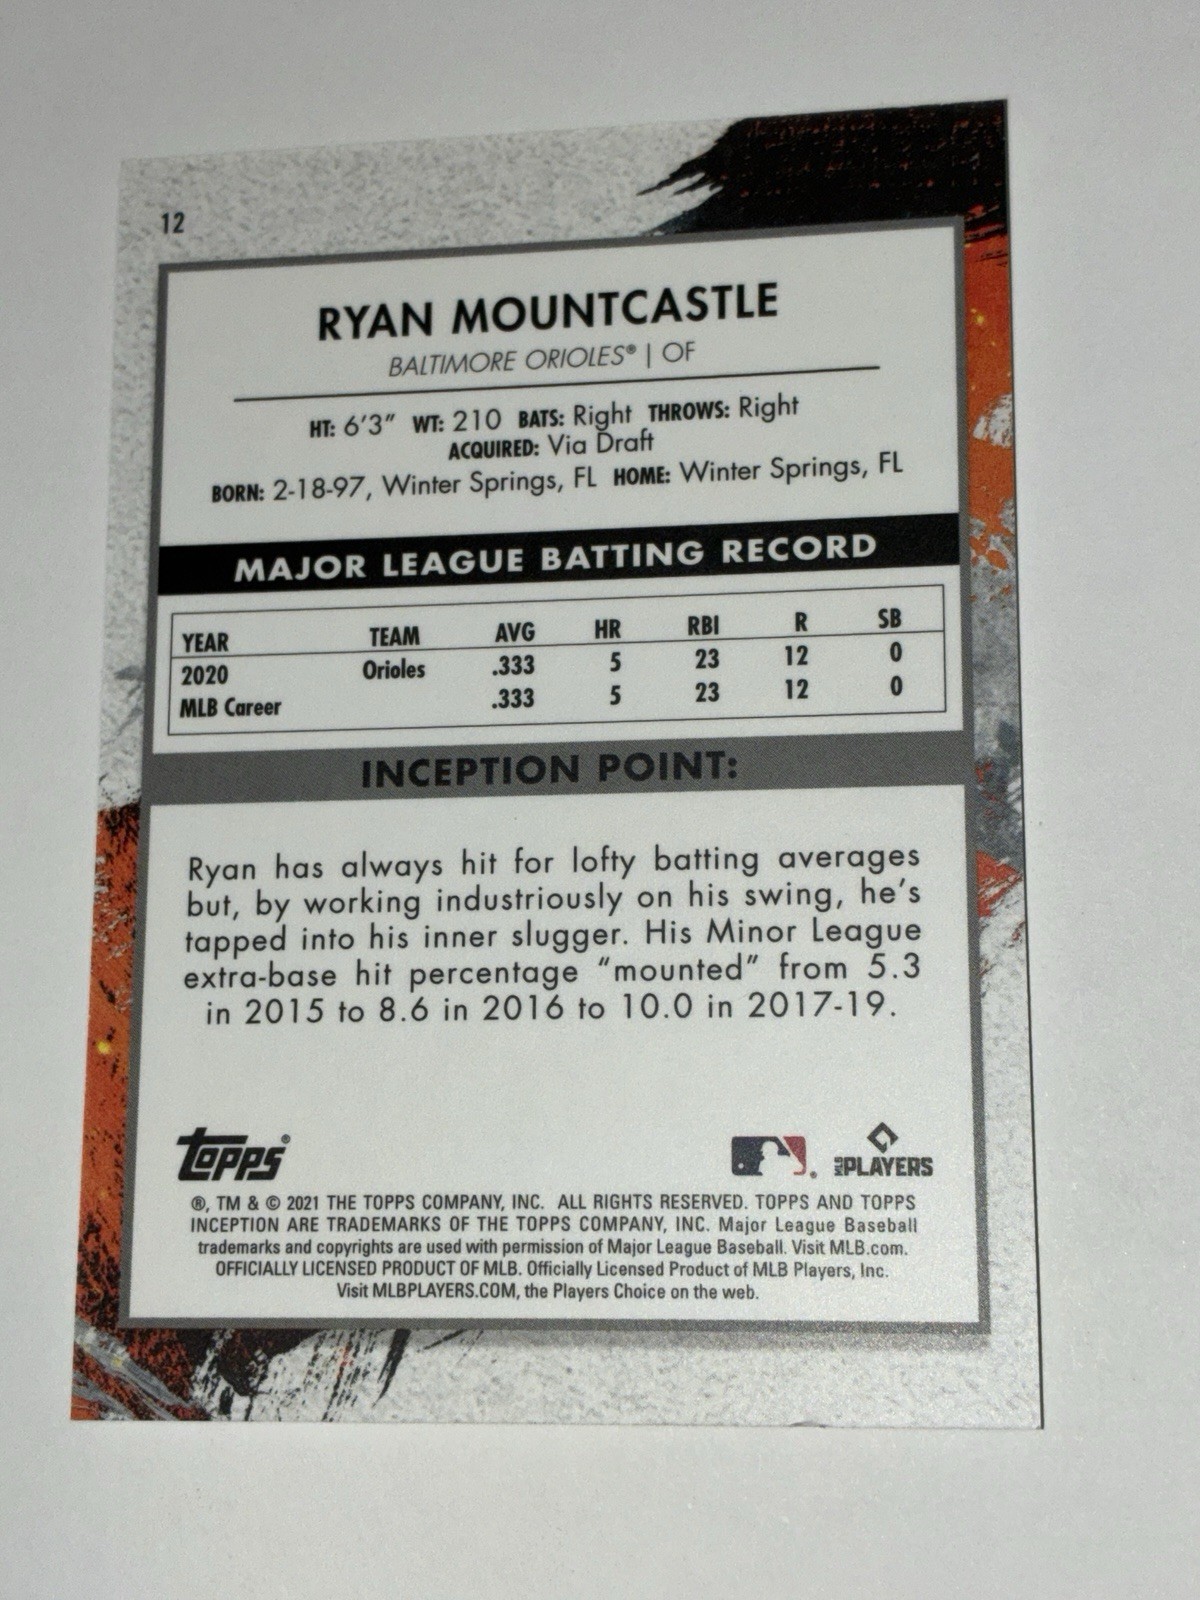 12
RYAN MOUNTCASTLE
BALTIMORE ORIOLES® | OF
HT: 6'3" WT: 210 BATS: Right THROWS: Right
ACQUIRED: Via Draft
BORN: 2-18-97, Winter Springs, FL HOME: Winter Springs, FL
MAJOR LEAGUE BATTING RECORD
YEAR TEAM AVG HR RBI R SB
2020 Orioles .333 5 23 12 0
MLB Career .333 5 23 12 0
INCEPTION POINT:
Ryan has always hit for lofty batting averages
but, by working industriously on his swing, he's
tapped into his inner slugger. His Minor League
extra-base hit percentage "mounted" from 5.3
in 2015 to 8.6 in 2016 to 10.0 in 2017-19.
Topps®
MLB PLAYERS
®, TM & © 2021 THE TOPPS COMPANY, INC. ALL RIGHTS RESERVED. TOPPS AND TOPPS
INCEPTION ARE TRADEMARKS OF THE TOPPS COMPANY, INC. Major League Baseball
trademarks and copyrights are used with permission of Major League Baseball. Visit MLB.com.
OFFICIALLY LICENSED PRODUCT OF MLB. Officially Licensed Product of MLB Players, Inc.
Visit MLBPLAYERS.COM, the Players Choice on the web.